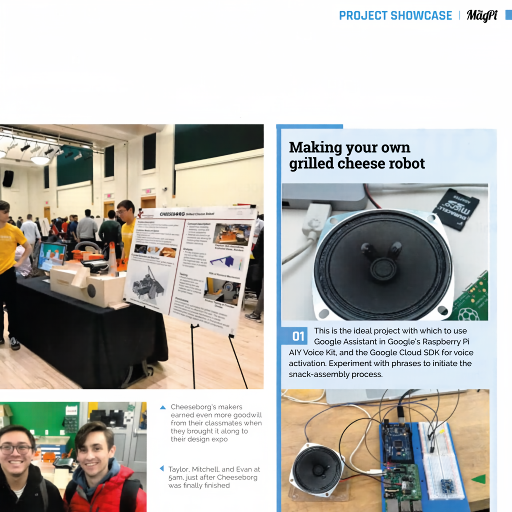 PROJECT SHOWCASE
MagPi
Making your own
grilled cheese robot
CHEESEBORG
01
This is the ideal project with which to use
Google Assistant in Google's Raspberry Pi
AIY Voice Kit, and the Google Cloud SDK for voice
activation. Experiment with phrases to initiate the
snack-assembly process.
Cheeseborg's makers
earned even more goodwill
from their classmates when
they brought it along to
their design expo
Taylor, Mitchell and Evan at
5am, just after Cheeseborg
was finally finished